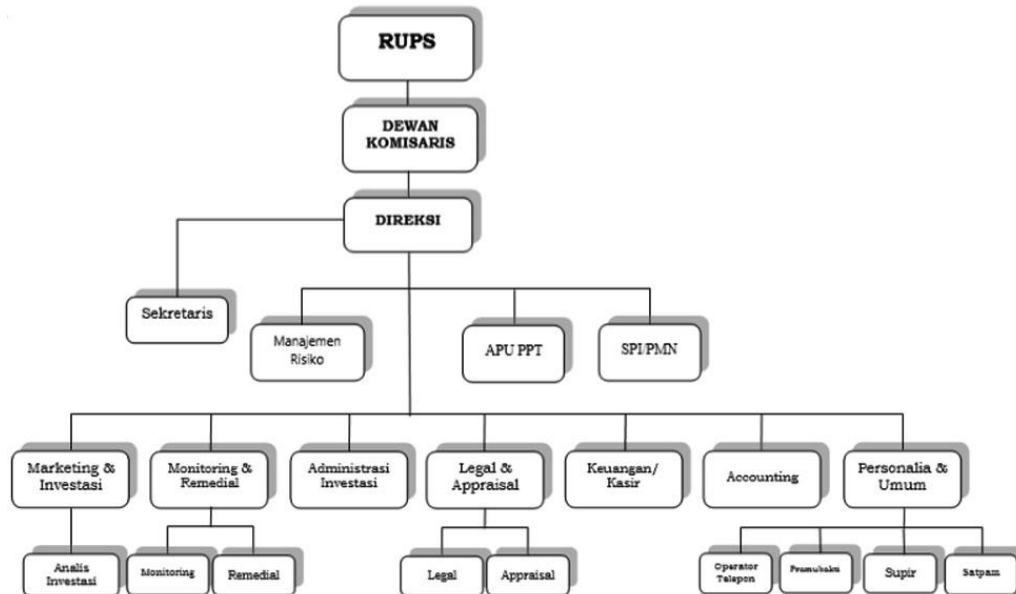 RUPS
DEWAN
KOMISARIS
DIREKSI
Sekretaris
Manajemen
Risiko
APU PPT
SPI/PMN
Marketing &
Investasi
Monitoring &
Remedial
Administrasi
Investasi
Legal &
Appraisal
Keuangan/
Kasir
Accounting
Personalia &
Umum
Analis
Investasi
Monitoring
Remedial
Legal
Appraisal
Operator
Telepon
Pramubakti
Supir
Satpam